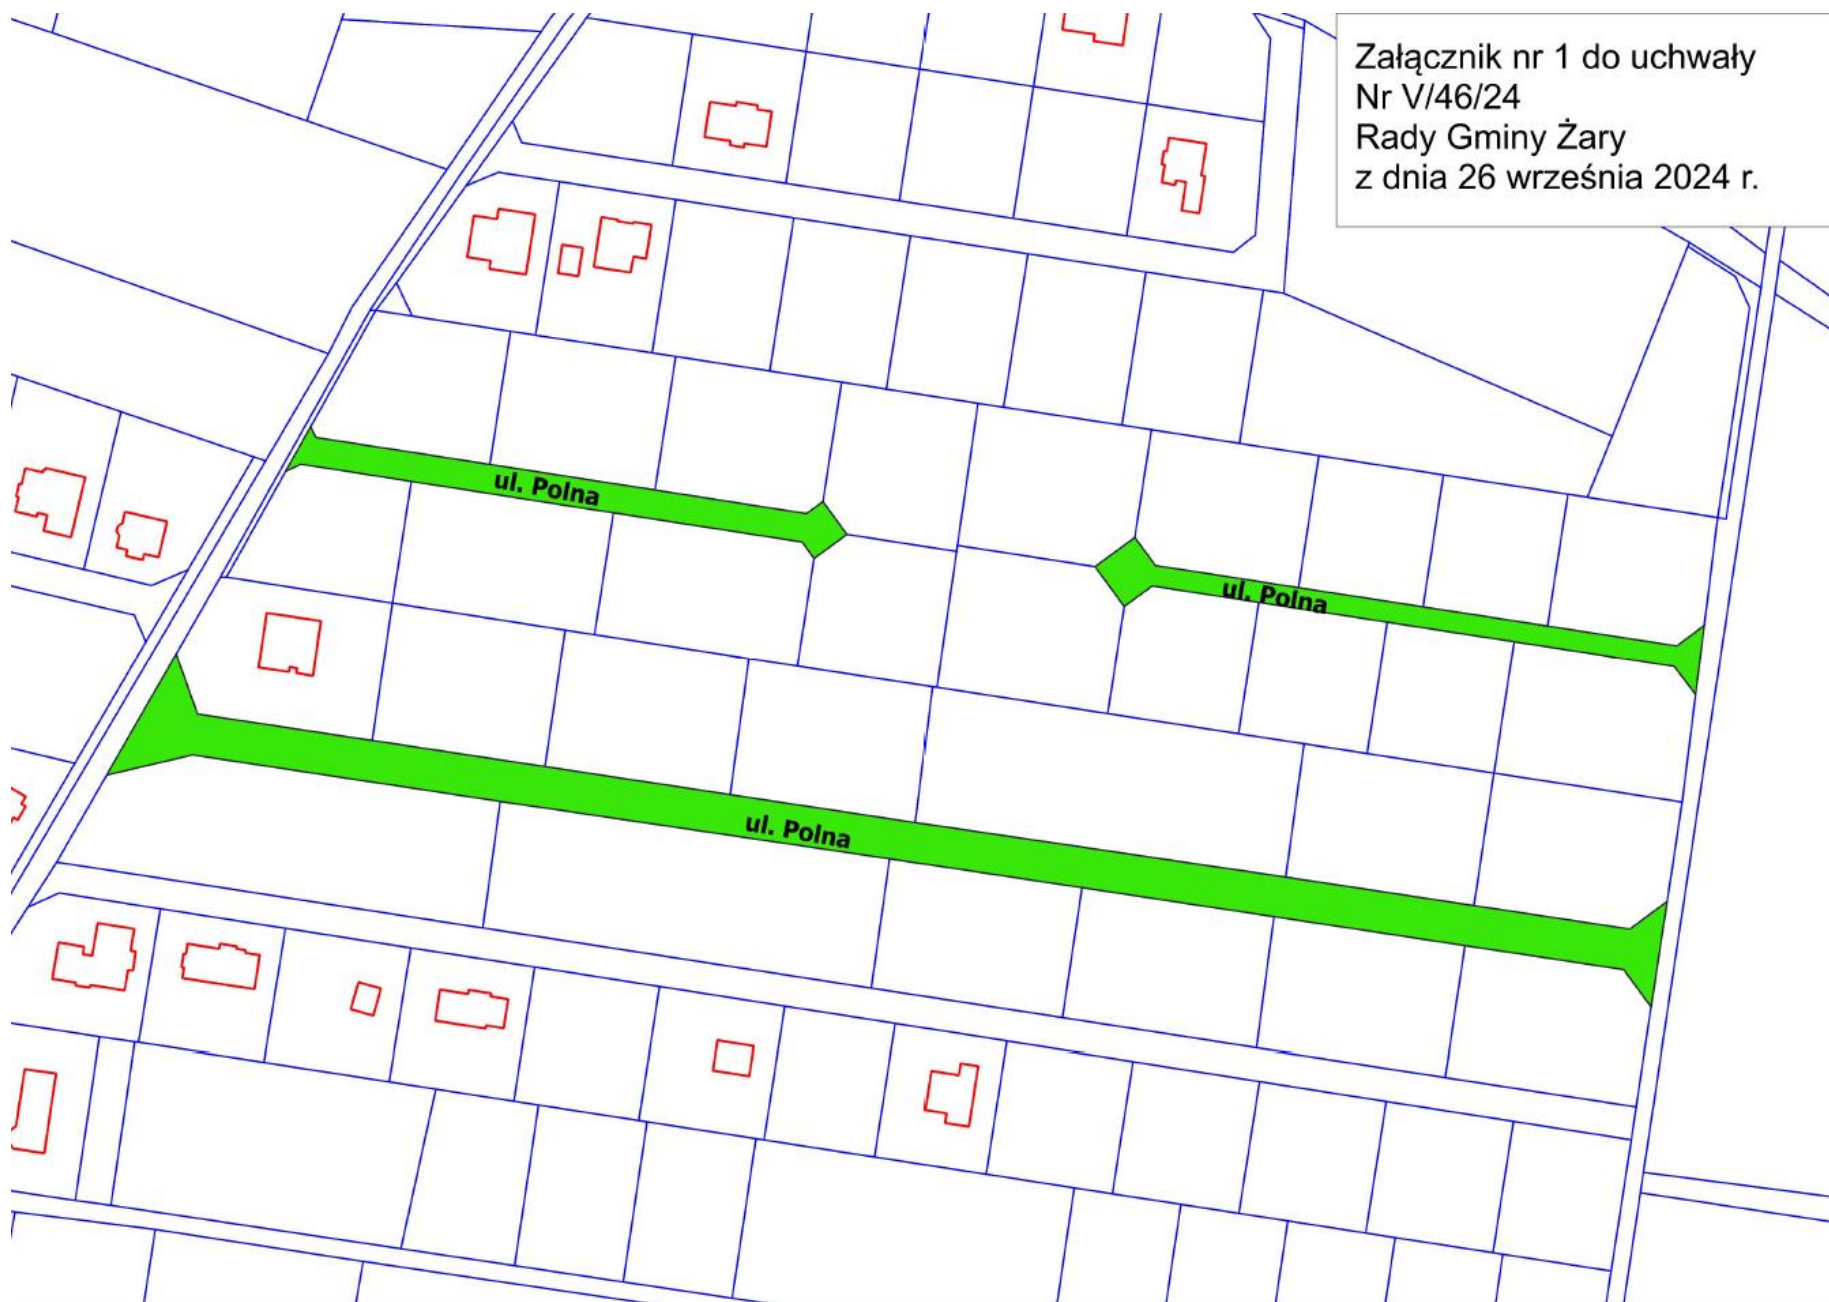 Załącznik nr 1 do uchwały
Nr V/46/24
Rady Gminy Żary
z dnia 26 września 2024 r.
ul. Polna
ul. Polna
ul. Polna